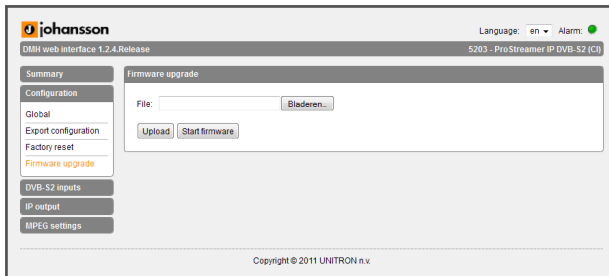 johansson
Language: en Alarm:
DMH web interface 1.2.4.Release
5203 - ProStreamer IP DVB-S2 (CI)
Summary
Configuration
Global
Export configuration
Factory reset
Firmware upgrade
DVB-S2 inputs
IP output
MPEG settings
Firmware upgrade
File: Bladeren...
Upload Start firmware
Copyright © 2011 UNITRON n.v.